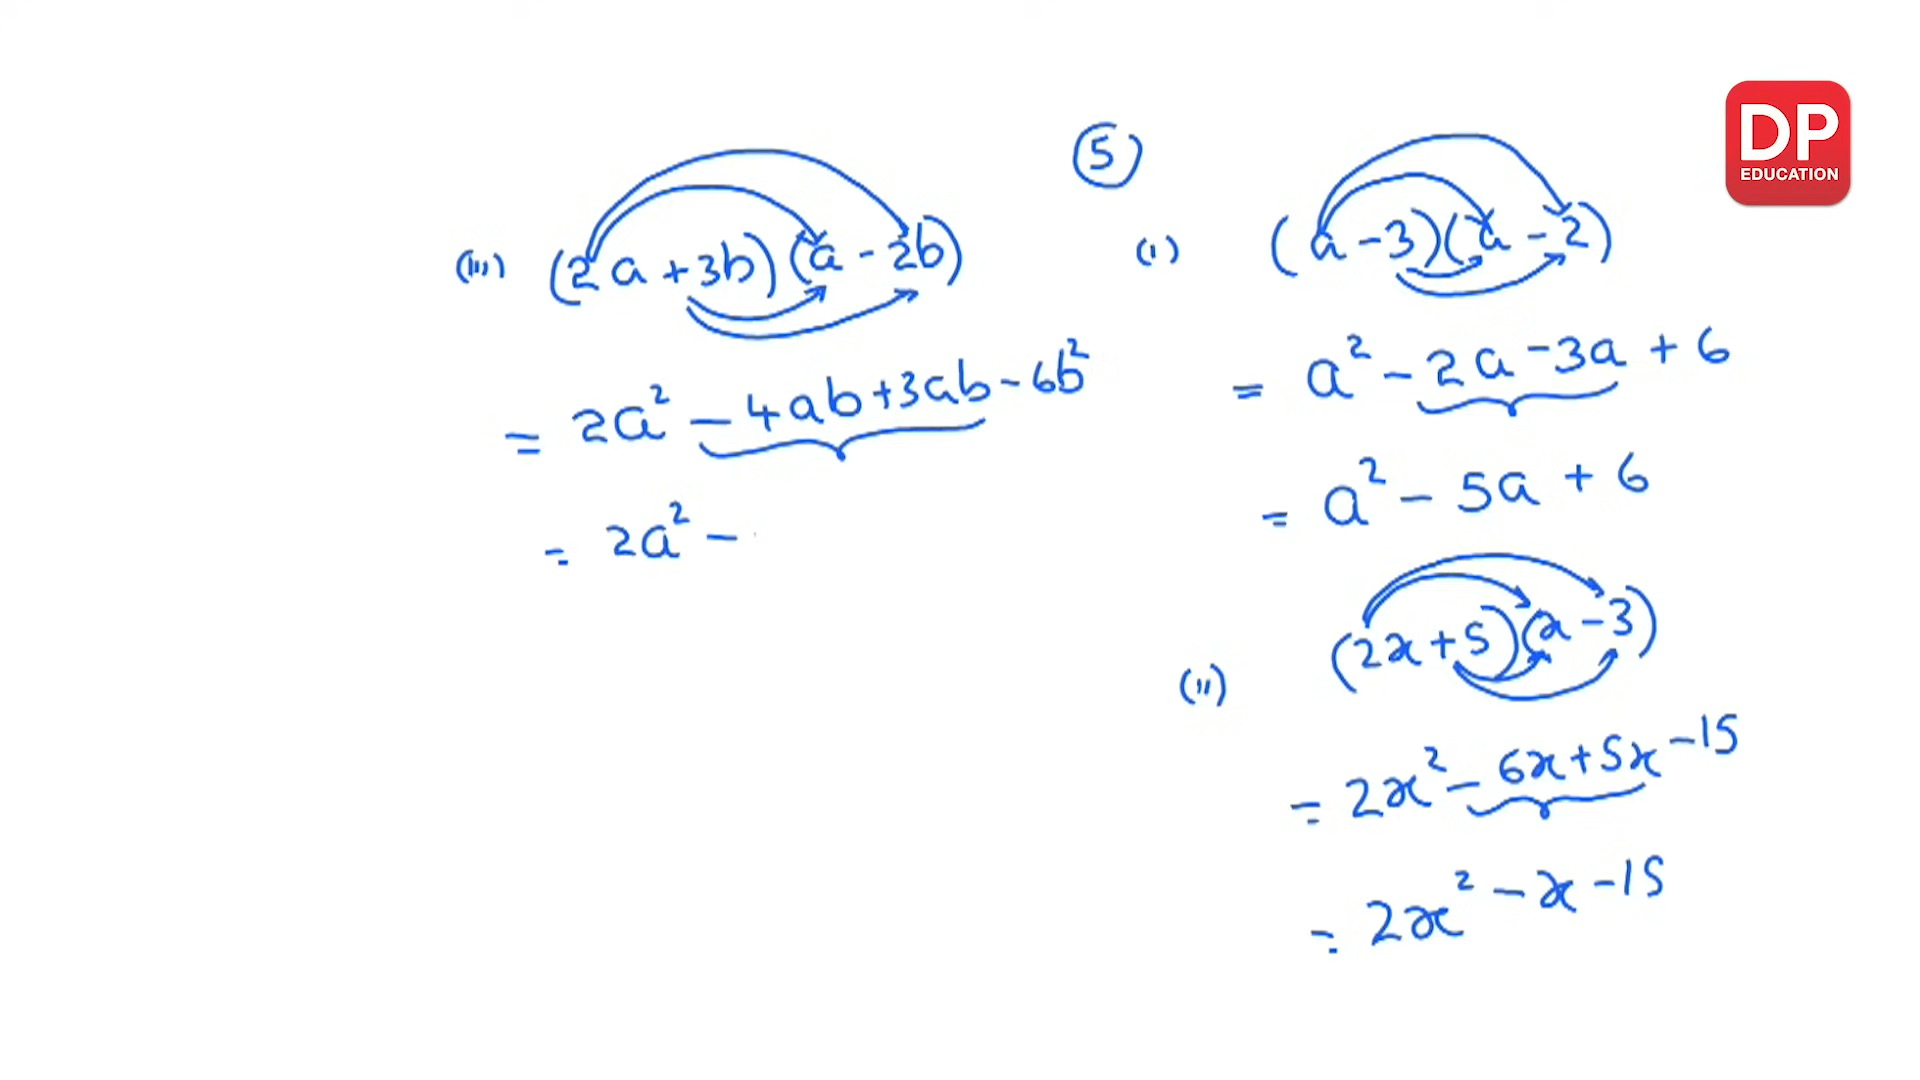 (iii) (2a+3b)(a-2b)
= 2a² - 4ab+3ab-6b²
= 2a² -
5
(i) (a-3)(a-2)
= a² - 2a - 3a + 6
= a² - 5a + 6
(ii) (2x+5)(x-3)
= 2x² - 6x+5x-15
= 2x² - x -15
DP
EDUCATION